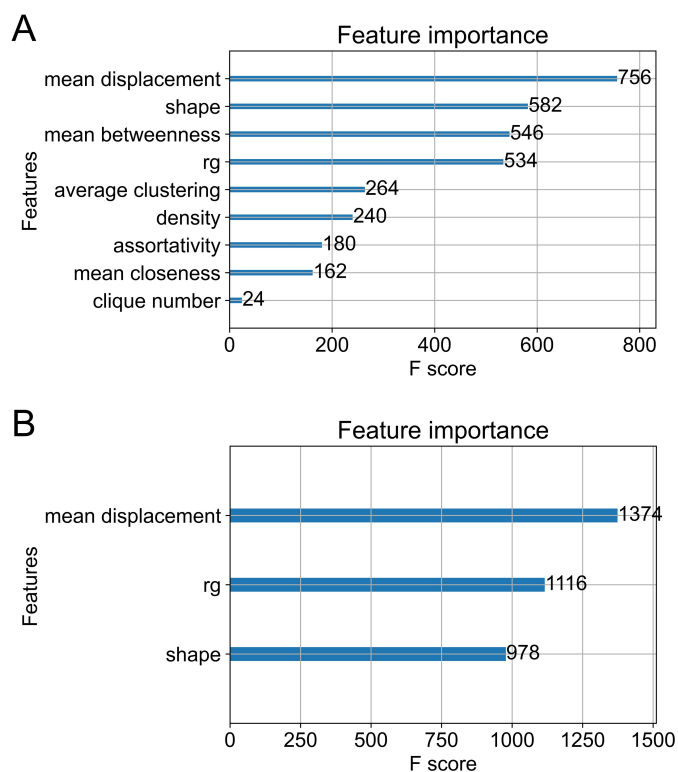 A
Feature importance
mean displacement 756
shape 582
mean betweenness 546
rg 534
average clustering 264
density 240
assortativity 180
mean closeness 162
clique number 24
Features
0 200 400 600 800
F score
B
Feature importance
mean displacement 1374
rg 1116
shape 978
Features
0 250 500 750 1000 1250 1500
F score